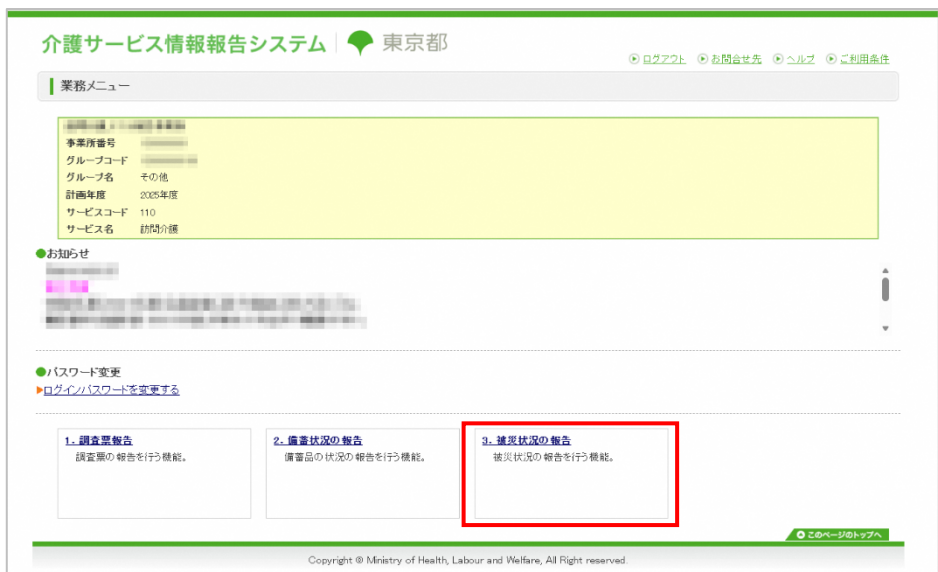 介護サービス情報報告システム 東京都
ログアウト お問合せ先 ヘルプ ご利用条件
業務メニュー
事業所番号
グループコード
グループ名 その他
計画年度 2025年度
サービスコード 110
サービス名 訪問介護
●お知らせ
●パスワード変更
ログインパスワードを変更する
1. 調査票報告
調査票の報告を行う機能。
2. 備蓄状況の報告
備蓄品の状況の報告を行う機能。
3. 被災状況の報告
被災状況の報告を行う機能。
このページのトップへ
Copyright © Ministry of Health, Labour and Welfare, All Right reserved.